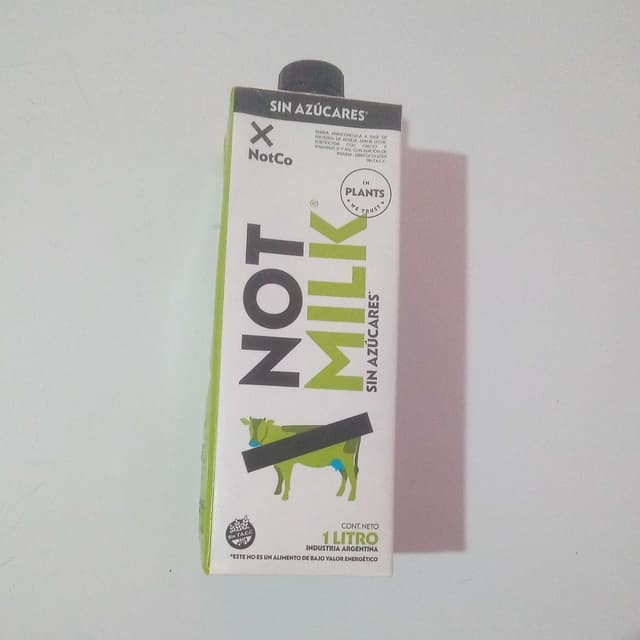 SIN AZÚCARES*
NotCo
IN
PLANTS
WE TRUST
NOT
MILK®
SIN AZÚCARES*
Sin T.A.C.C.
CONT. NETO
1 LITRO
INDUSTRIA ARGENTINA
*ESTE NO ES UN ALIMENTO DE BAJO VALOR ENERGÉTICO